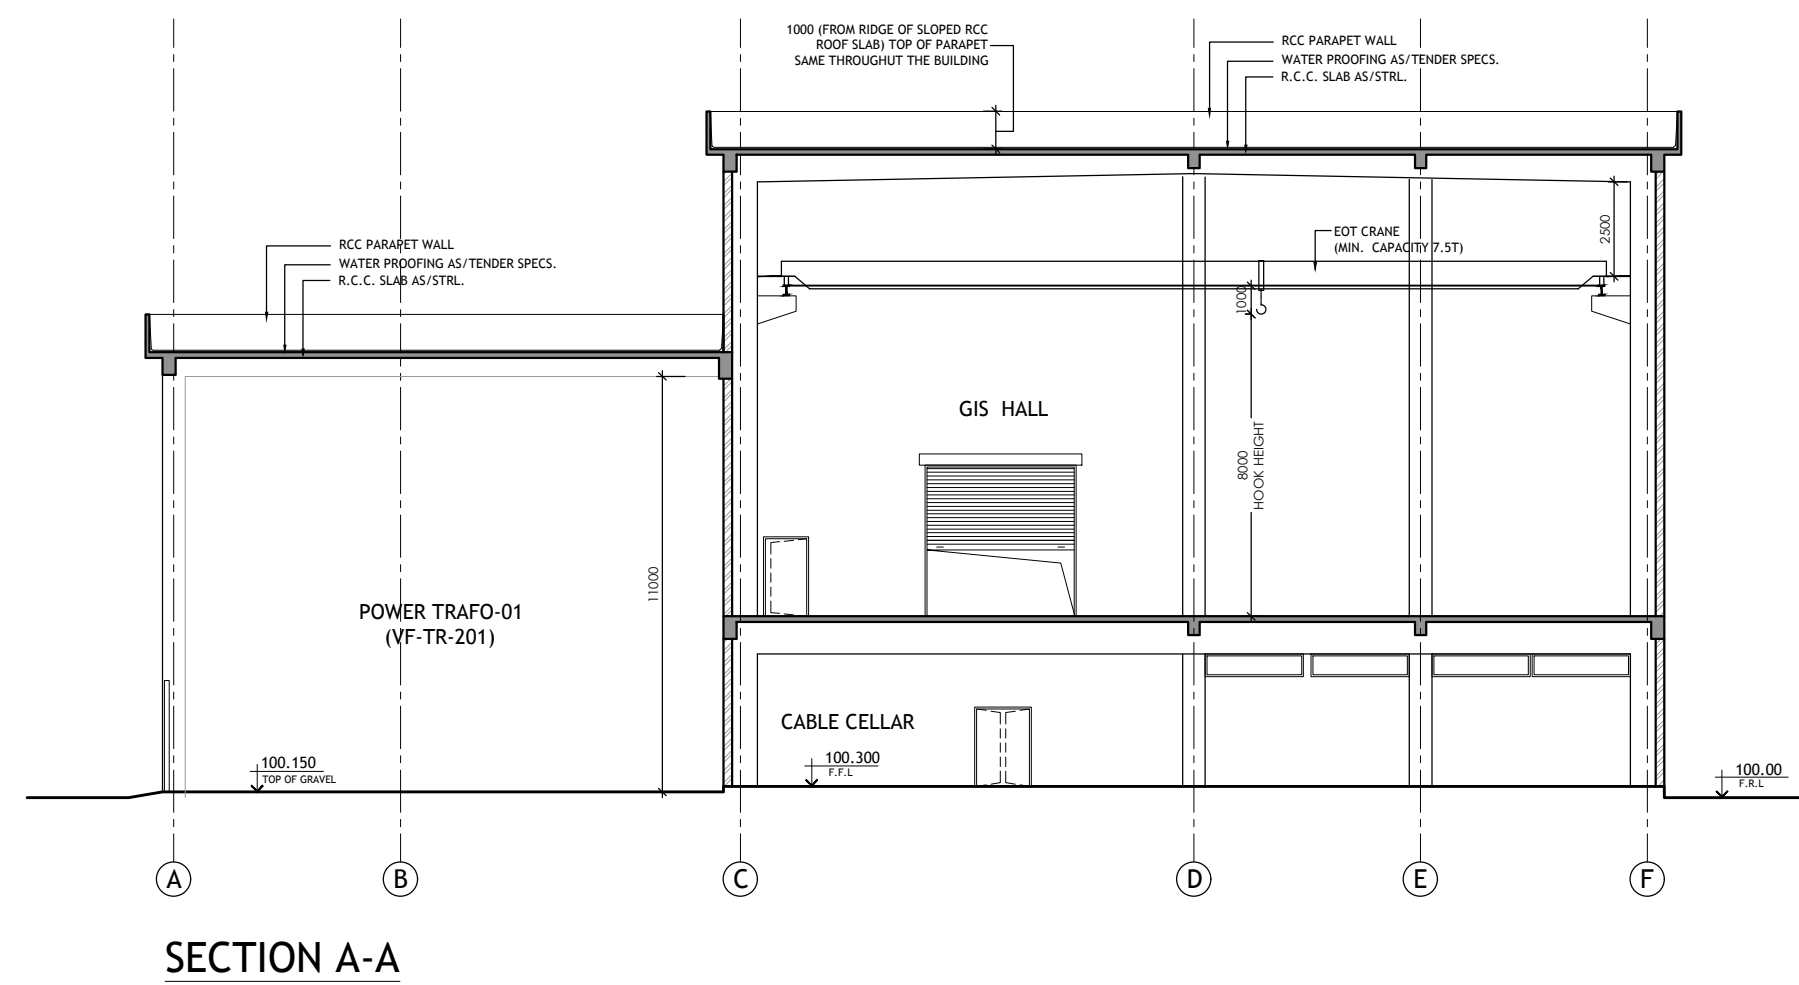 1000 (FROM RIDGE OF SLOPED RCC
ROOF SLAB) TOP OF PARAPET
SAME THROUGHUT THE BUILDING
RCC PARAPET WALL
WATER PROOFING AS/TENDER SPECS.
R.C.C. SLAB AS/STRL.
RCC PARAPET WALL
WATER PROOFING AS/TENDER SPECS.
R.C.C. SLAB AS/STRL.
EOT CRANE
(MIN. CAPACITY 7.5T)
2500
1000
GIS HALL
8000
HOOK HEIGHT
11000
POWER TRAFO-01
(VF-TR-201)
CABLE CELLAR
100.150
TOP OF GRAVEL
100.300
F.F.L
100.00
F.R.L
A
B
C
D
E
F
SECTION A-A